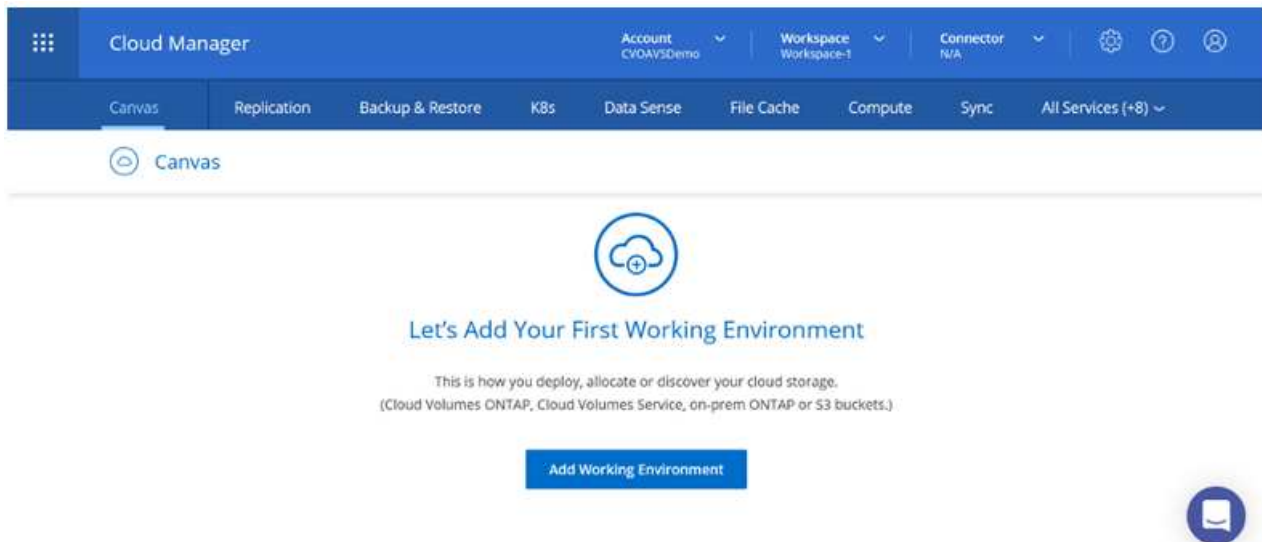 Cloud Manager
Account
CVOAVSDemo
Workspace
Workspace-1
Connector
N/A
Canvas
Replication
Backup & Restore
K8s
Data Sense
File Cache
Compute
Sync
All Services (+8)
Canvas
Let's Add Your First Working Environment
This is how you deploy, allocate or discover your cloud storage.
(Cloud Volumes ONTAP, Cloud Volumes Service, on-prem ONTAP or S3 buckets.)
Add Working Environment